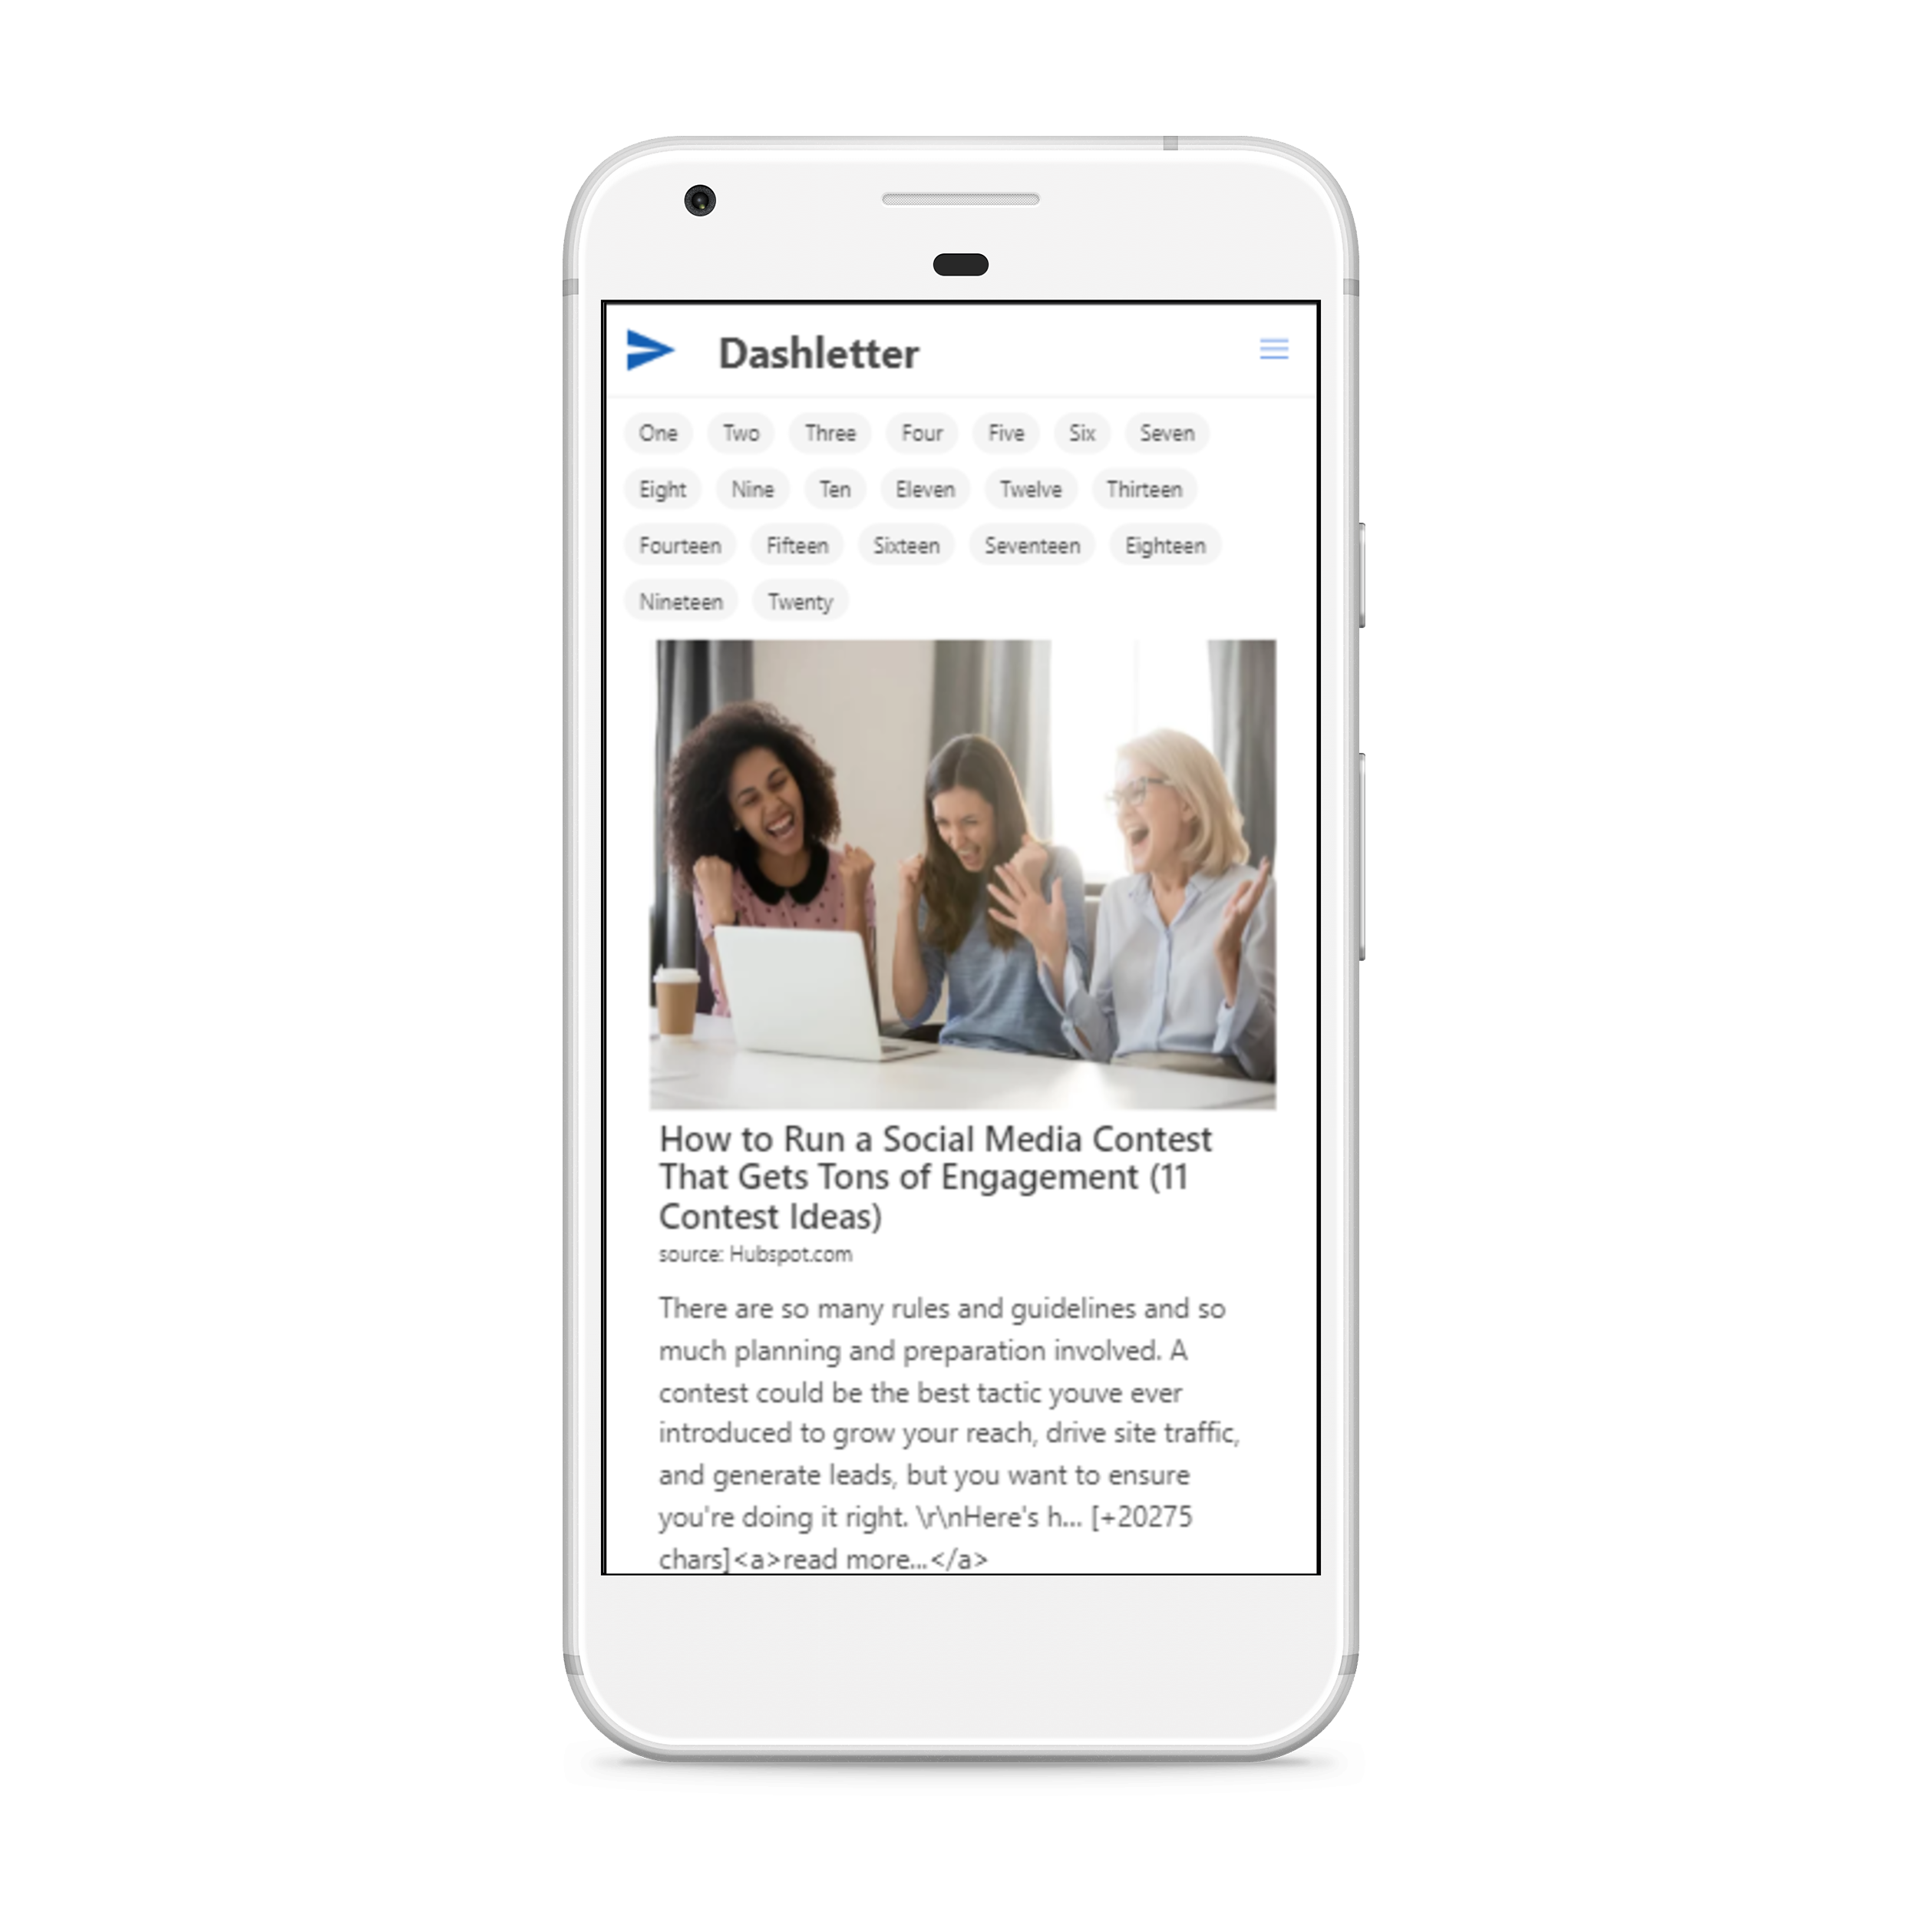 Dashletter
One Two Three Four Five Six Seven
Eight Nine Ten Eleven Twelve Thirteen
Fourteen Fifteen Sixteen Seventeen Eighteen
Nineteen Twenty
How to Run a Social Media Contest
That Gets Tons of Engagement (11
Contest Ideas)
source: Hubspot.com
There are so many rules and guidelines and so
much planning and preparation involved. A
contest could be the best tactic youve ever
introduced to grow your reach, drive site traffic,
and generate leads, but you want to ensure
you're doing it right. \r\nHere's h... [+20275
chars]<a>read more...</a>